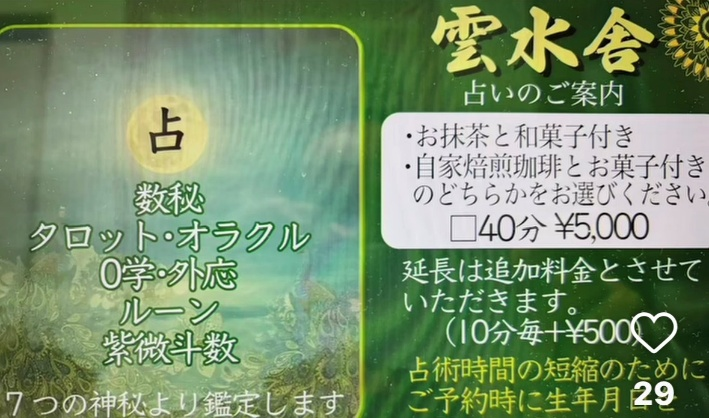 占
数秘
タロット・オラクル
0学・外応
ルーン
紫微斗数
7つの神秘より鑑定します
雲水舎
占いのご案内
・お抹茶と和菓子付き
・自家焙煎珈琲とお菓子付き
のどちらかをお選びください。
□40分 ¥5,000
延長は追加料金とさせて
いただきます。
(10分毎+¥500)
占術時間の短縮のために
ご予約時に生年月日を
29